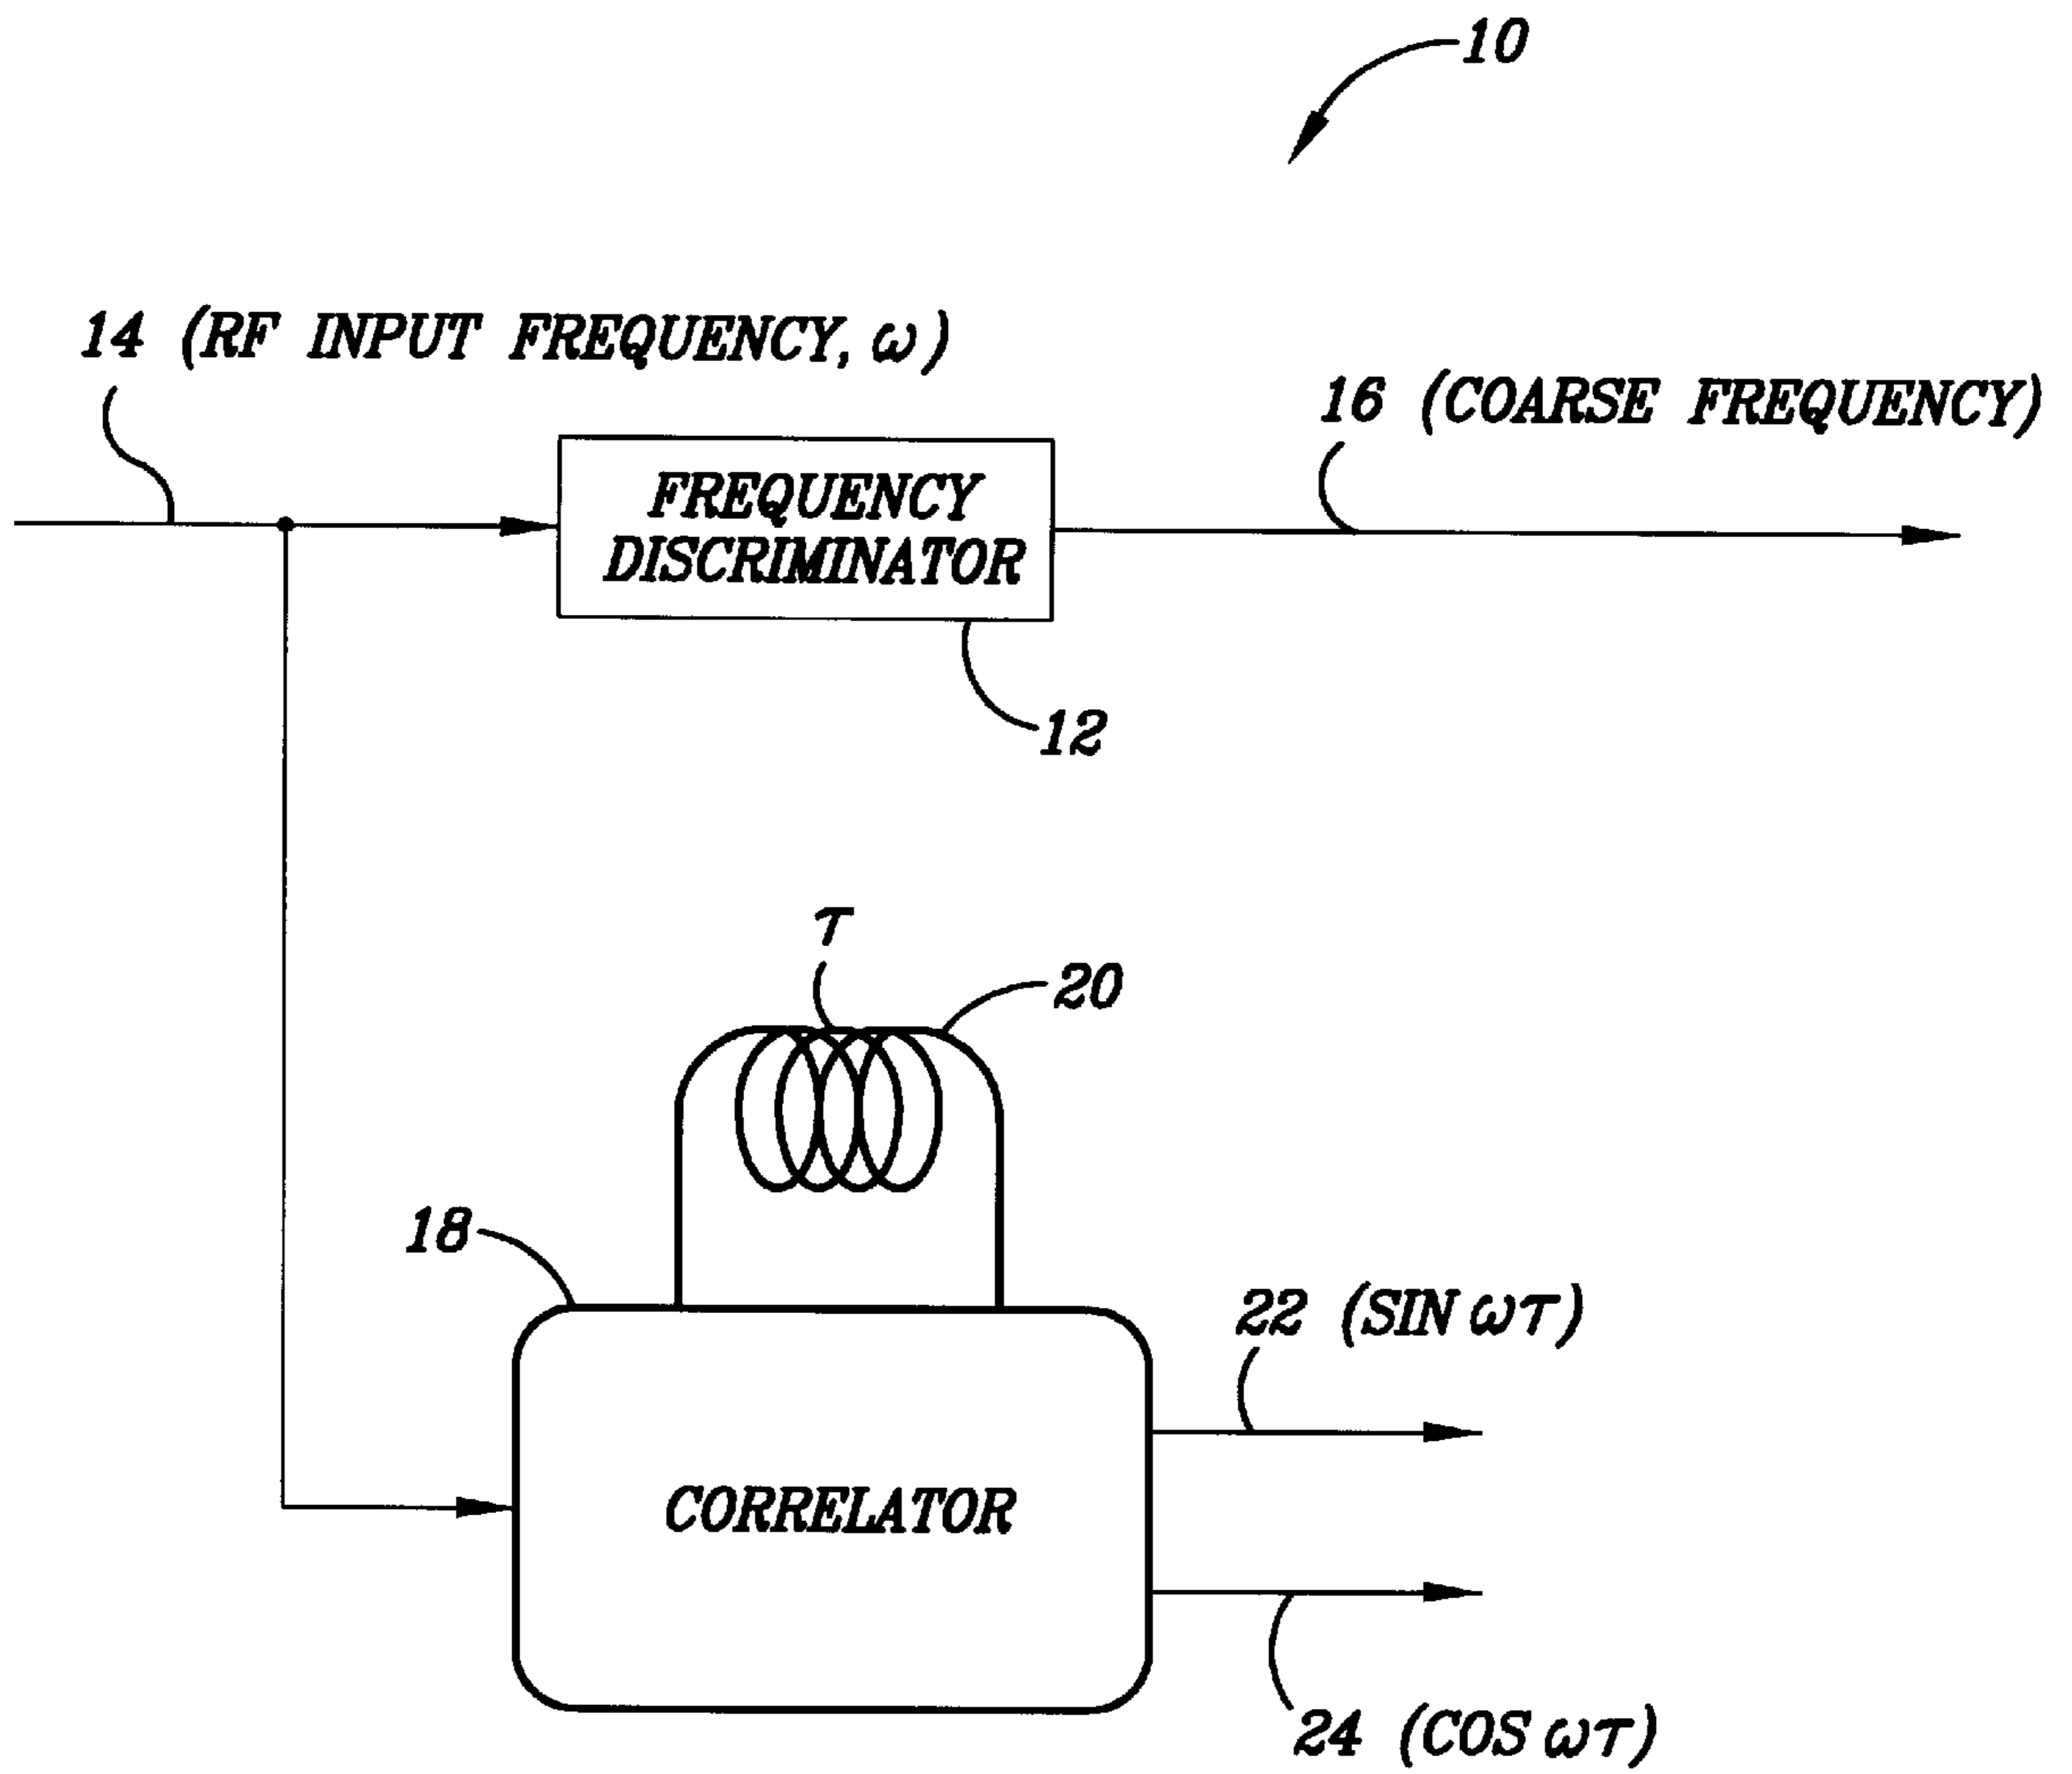 10
14 (RF INPUT FREQUENCY, ω)
16 (COARSE FREQUENCY)
FREQUENCY
DISCRIMINATOR
12
τ
20
18
22 (SIN ωτ)
CORRELATOR
24 (COS ωτ)